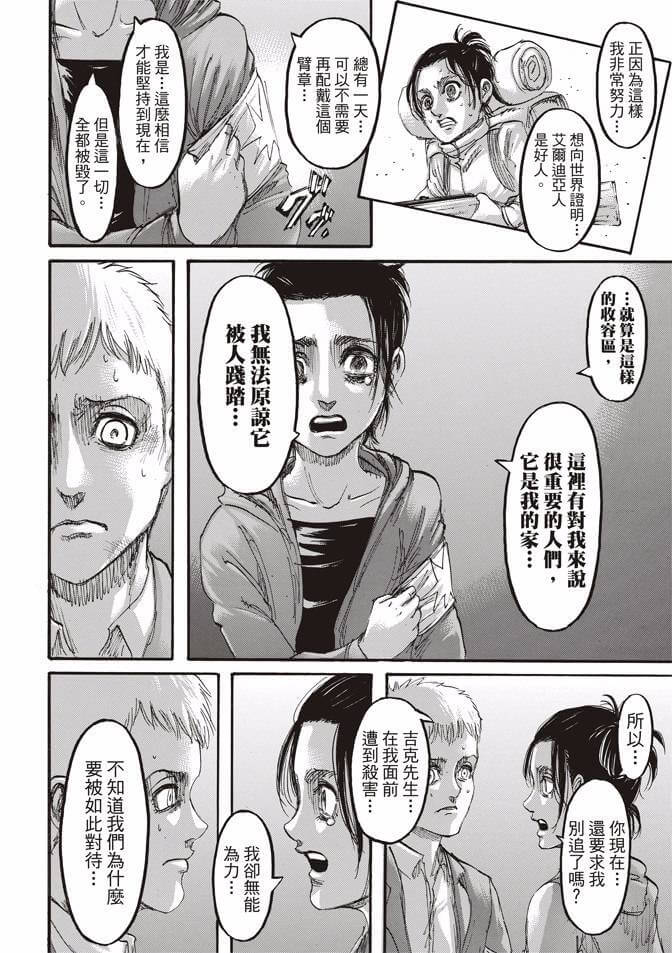 正因為這樣
我非常努力…
想向世界證明…
艾爾迪亞人
是好人。
總有一天…
可以不需要
再配戴這個
臂章…
我是…這麼相信
才能堅持到現在，
但是這一切…
全都被毀了。
…就算是這樣
的收容區，
這裡有對我來說
很重要的人們，
它是我的家…
我無法原諒它
被人踐踏…
所以…
你現在…
還要求我
別追了嗎？
吉克先生…
在我面前
遭到殺害…
我卻無能
為力…
不知道我們為什麼
要被如此對待…